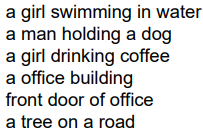 a girl swimming in water
a man holding a dog
a girl drinking coffee
a office building
front door of office
a tree on a road